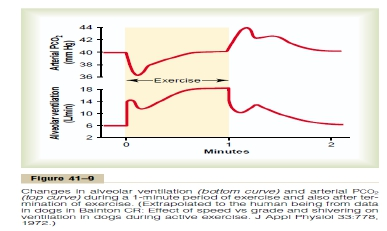 44
42
40
38
36
Arterial PCO2
(mm Hg)
Exercise
18
14
10
6
2
Alveolar ventilation
(L/min)
0 1 2
Minutes
Figure 41–9
Changes in alveolar ventilation (bottom curve) and arterial PCO2
(top curve) during a 1-minute period of exercise and also after ter-
mination of exercise. (Extrapolated to the human being from data
in dogs in Bainton CR: Effect of speed vs grade and shivering on
ventilation in dogs during active exercise. J Appl Physiol 33:778,
1972.)